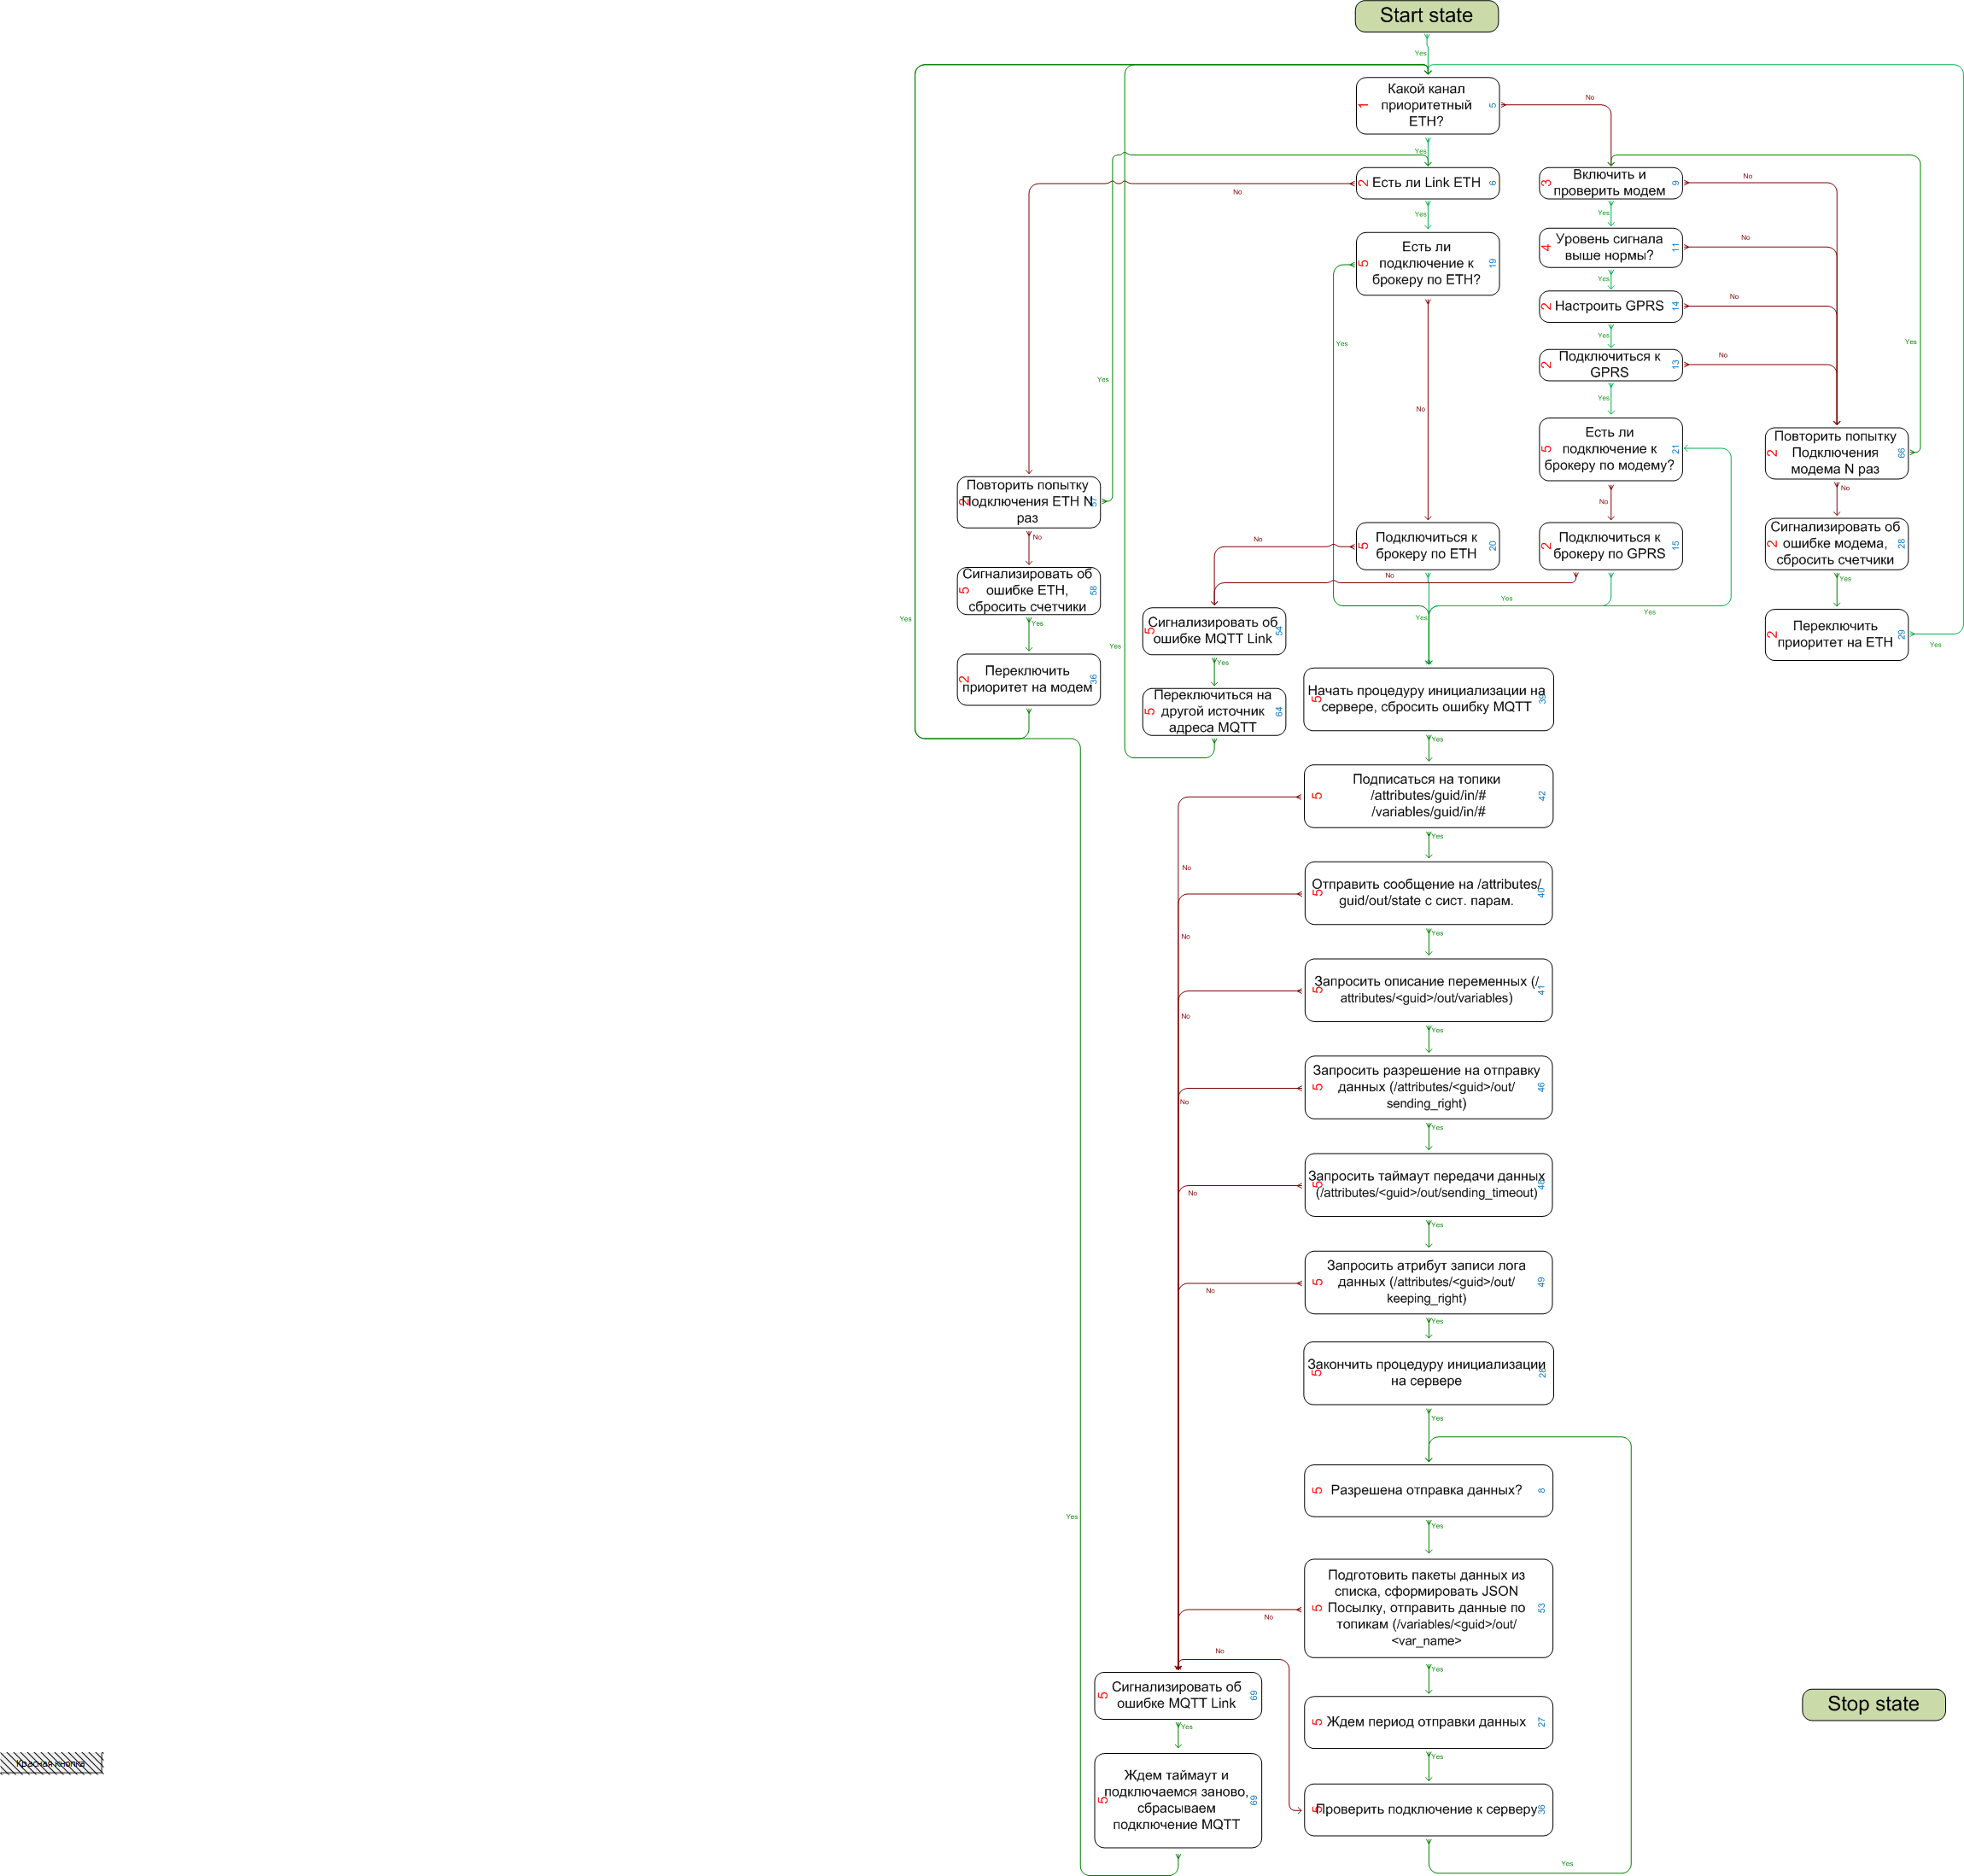 Start state
Yes
Какой канал
приоритетный
ETH?
1
5
No
Yes
Есть ли Link ETH
2
6
No
Yes
Включить и
проверить модем
3
9
No
Yes
Есть ли
подключение к
брокеру по ETH?
5
19
Yes
No
Уровень сигнала
выше нормы?
4
11
No
Yes
Настроить GPRS
2
14
No
Yes
Подключиться к
GPRS
2
13
No
Yes
Есть ли
подключение к
брокеру по модему?
5
21
No
Yes
Повторить попытку
Подключения
модема N раз
2
66
Yes
No
Сигнализировать об
ошибке модема,
сбросить счетчики
2
28
Yes
Переключить
приоритет на ETH
2
29
Yes
Повторить попытку
Подключения ETH N
раз
2
57
Yes
No
Сигнализировать об
ошибке ETH,
сбросить счетчики
5
58
Yes
Переключить
приоритет на модем
2
36
Yes
Подключиться к
брокеру по ETH
5
20
No
Yes
Подключиться к
брокеру по GPRS
2
15
No
Yes
Сигнализировать об
ошибке MQTT Link
5
54
Yes
Переключиться на
другой источник
адреса MQTT
5
64
Yes
Начать процедуру инициализации на
сервере, сбросить ошибку MQTT
5
39
Yes
Подписаться на топики
/attributes/guid/in/#
/variables/guid/in/#
5
42
No
Yes
Отправить сообщение на /attributes/
guid/out/state с сист. парам.
5
40
No
Yes
Запросить описание переменных (/
attributes/<guid>/out/variables)
5
41
No
Yes
Запросить разрешение на отправку
данных (/attributes/<guid>/out/
sending_right)
5
46
No
Yes
Запросить таймаут передачи данных
(/attributes/<guid>/out/sending_timeout)
5
48
No
Yes
Запросить атрибут записи лога
данных (/attributes/<guid>/out/
keeping_right)
5
49
No
Yes
Закончить процедуру инициализации
на сервере
5
26
Yes
Разрешена отправка данных?
5
8
Yes
Подготовить пакеты данных из
списка, сформировать JSON
Посылку, отправить данные по
топикам (/variables/<guid>/out/
<var_name>
5
53
No
Yes
Ждем период отправки данных
5
27
Yes
Проверить подключение к серверу
5
36
No
Yes
Сигнализировать об
ошибке MQTT Link
5
69
Yes
Ждем таймаут и
подключаемся заново,
сбрасываем
подключение MQTT
5
69
Yes
Stop state
Красная кнопка